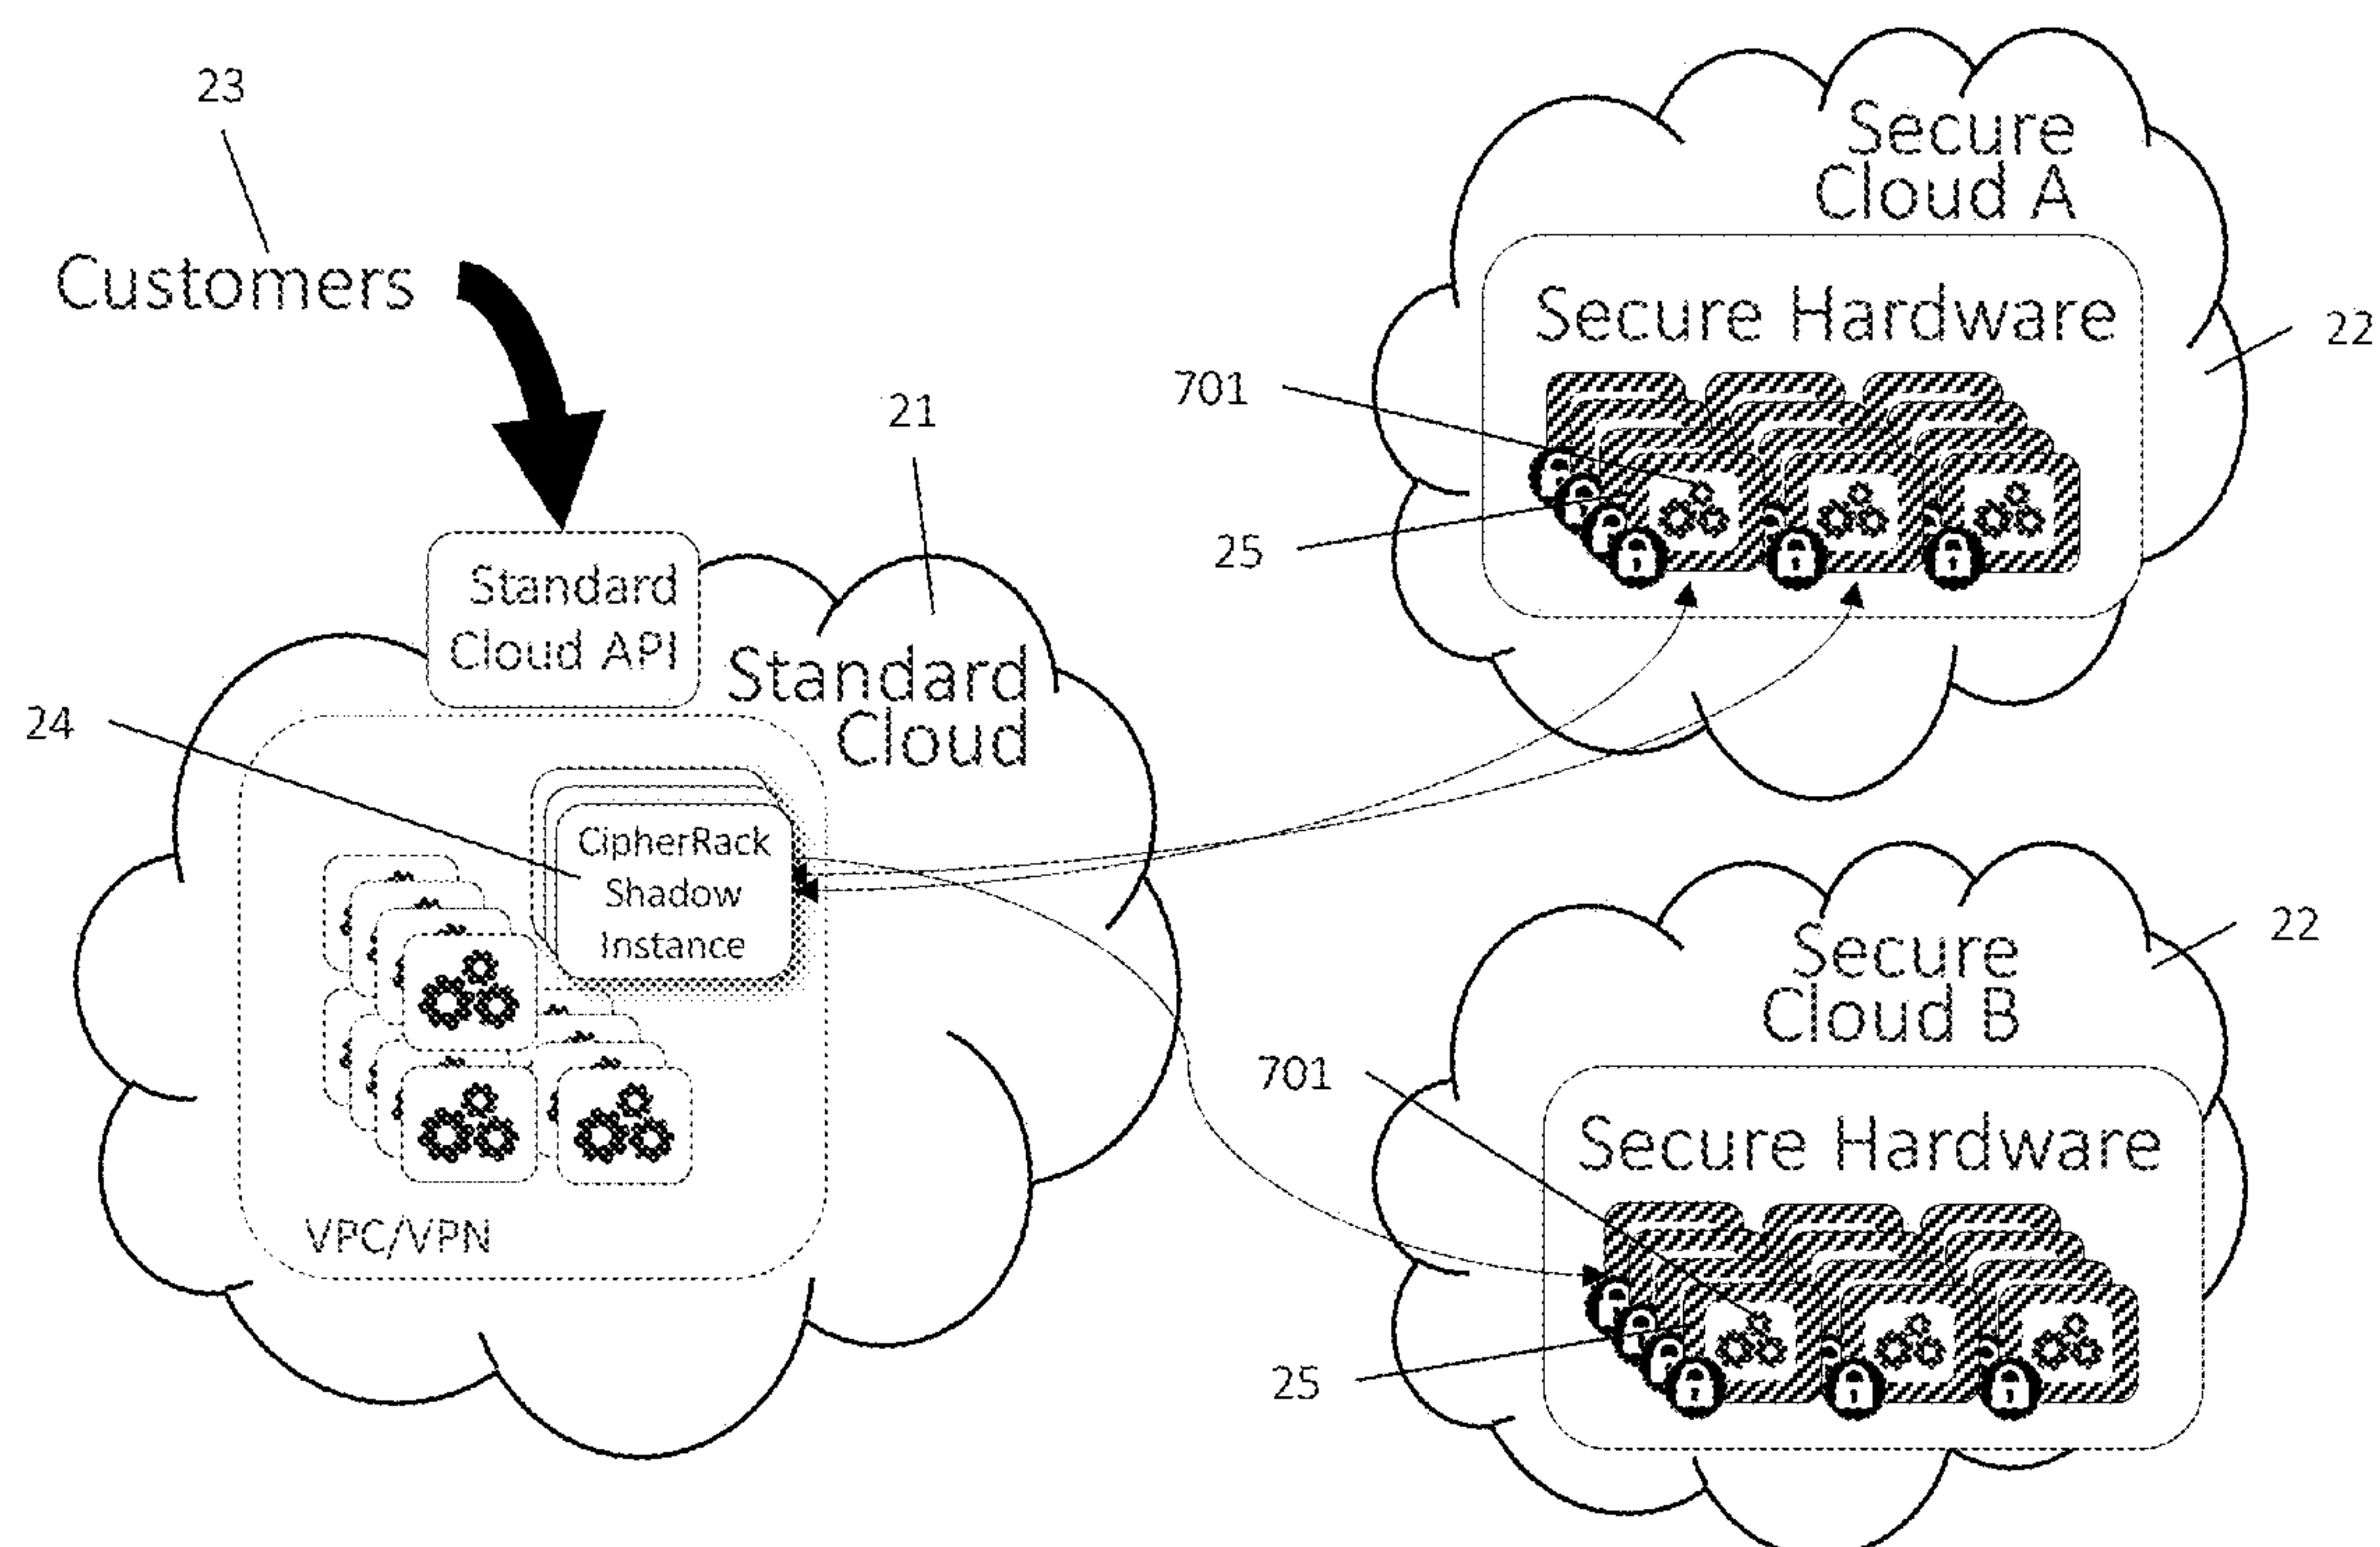 23
Customers
21
Standard
Cloud API
Standard
Cloud
24
CipherRack
Shadow
Instance
VPC/VPN
Secure
Cloud A
Secure Hardware
22
701
25
Secure
Cloud B
22
701
Secure Hardware
25